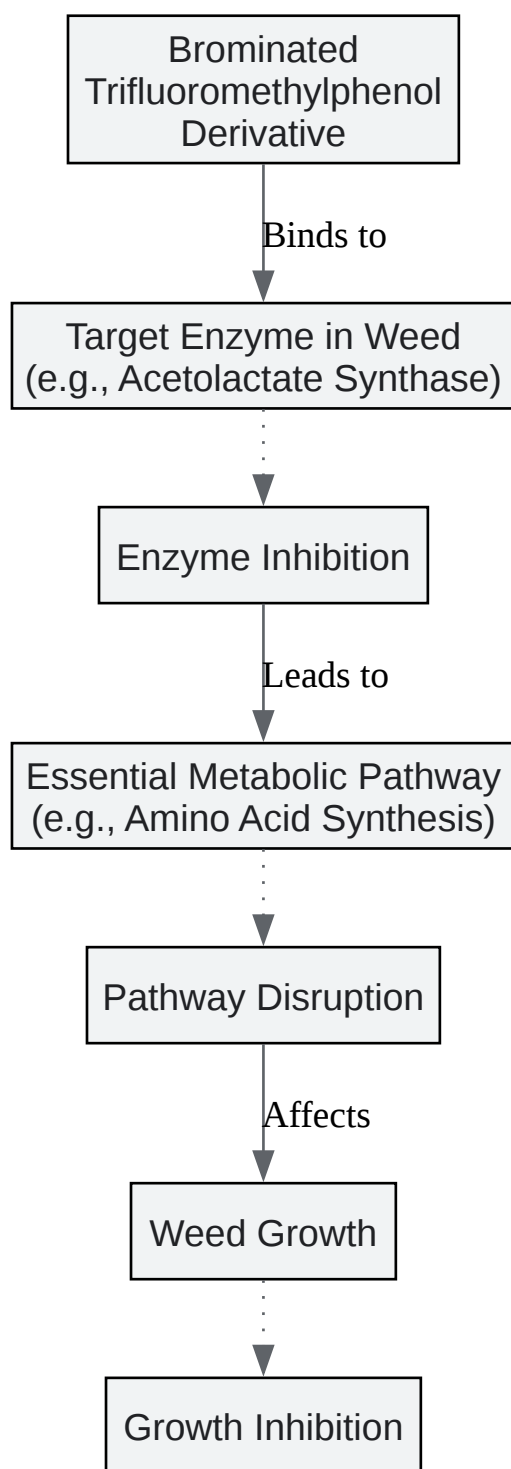 Brominated
Trifluoromethylphenol
Derivative
Binds to
Target Enzyme in Weed
(e.g., Acetolactate Synthase)
Enzyme Inhibition
Leads to
Essential Metabolic Pathway
(e.g., Amino Acid Synthesis)
Pathway Disruption
Affects
Weed Growth
Growth Inhibition